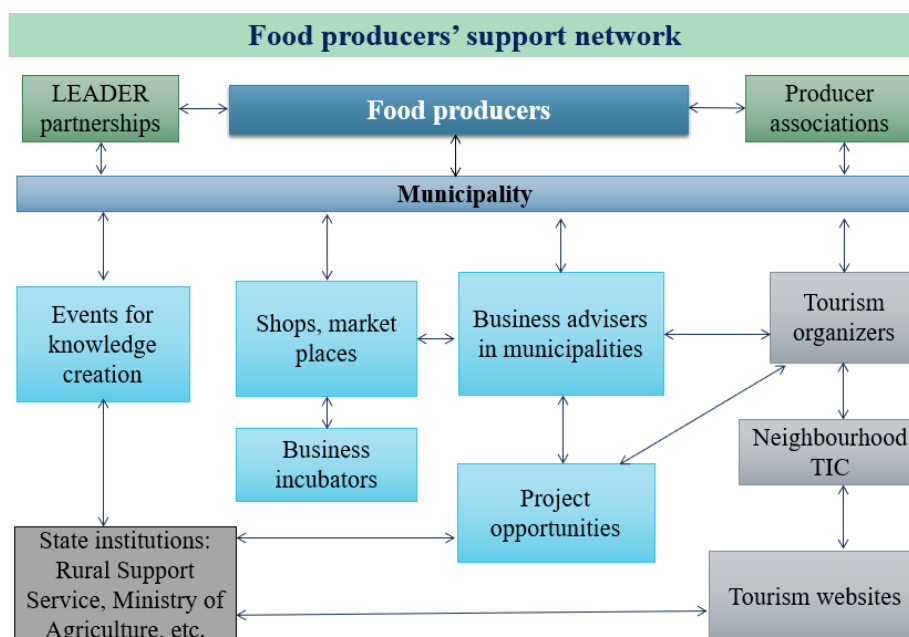 Food producers’ support network
LEADER
partnerships
Food producers
Producer
associations
Municipality
Events for
knowledge
creation
Shops, market
places
Business advisers
in municipalities
Tourism
organizers
Business
incubators
Project
opportunities
Neighbourhood
TIC
State institutions:
Rural Support
Service, Ministry of
Agriculture, etc.
Tourism websites